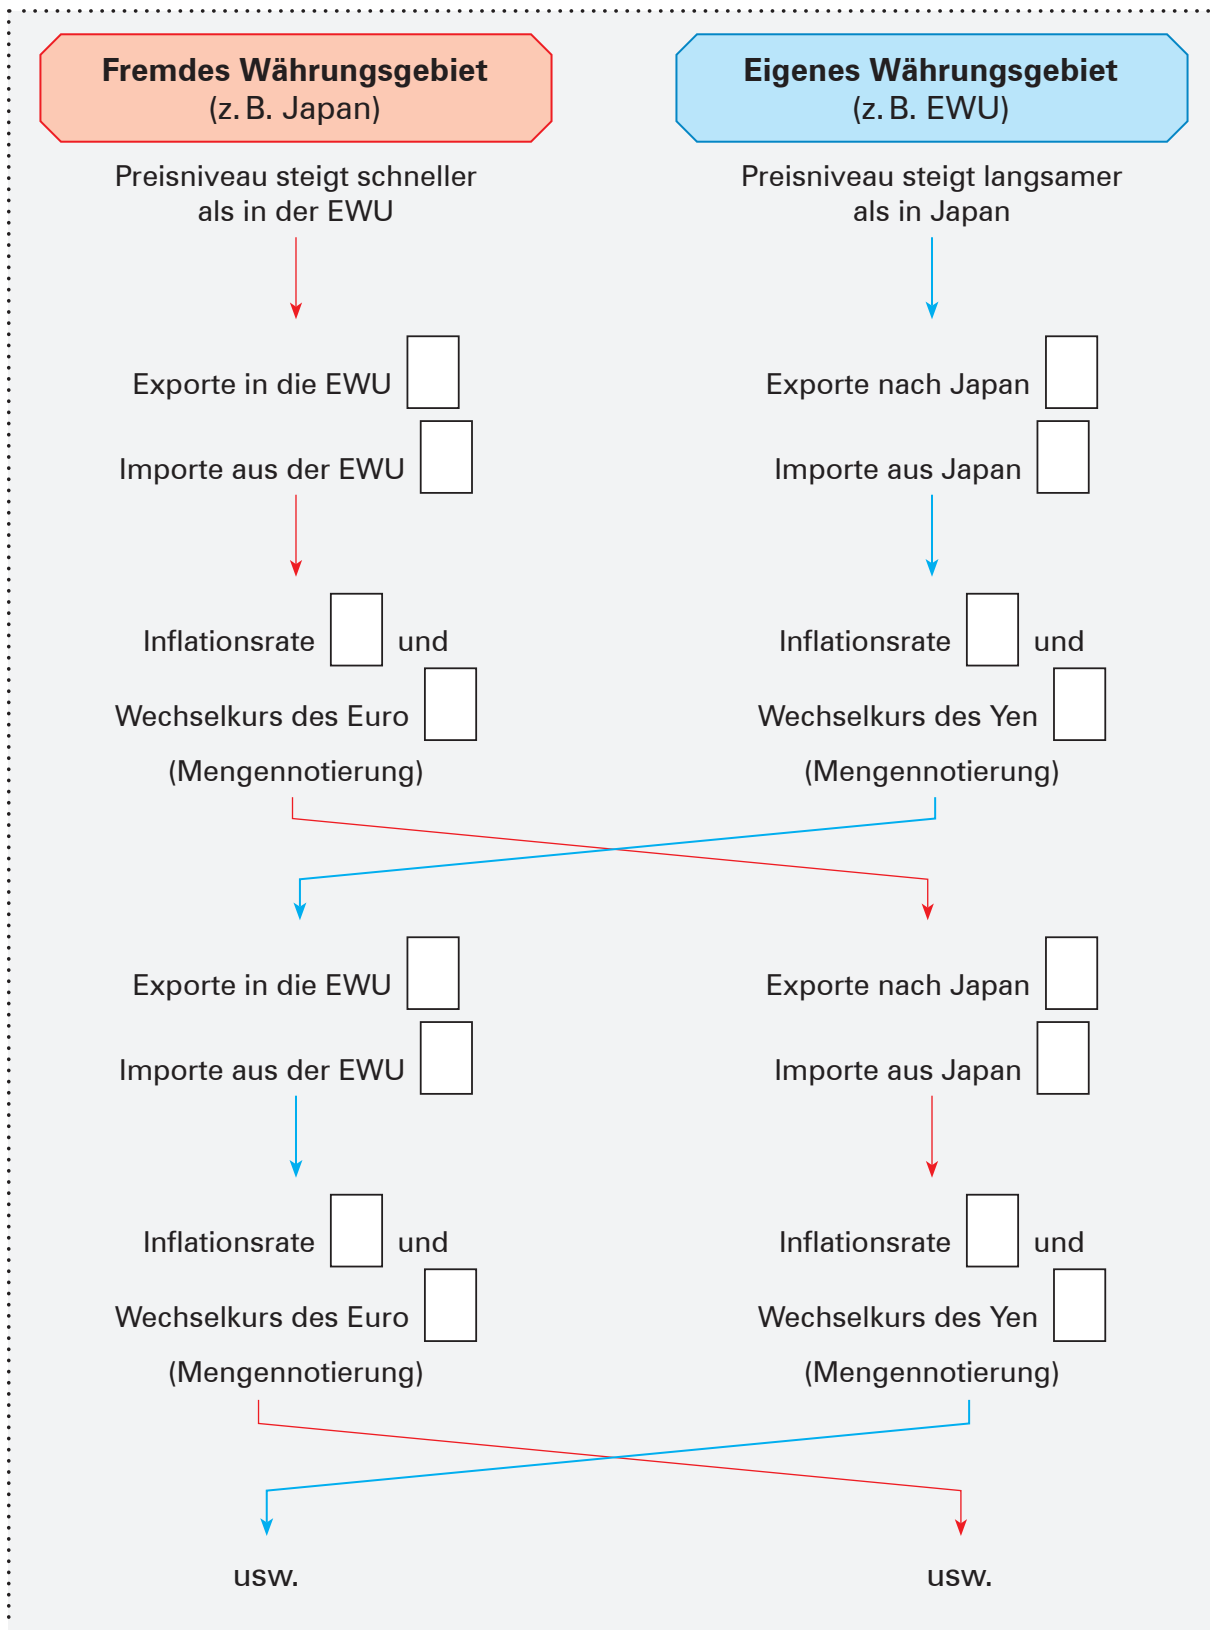 Fremdes Währungsgebiet
(z. B. Japan)
Preisniveau steigt schneller
als in der EWU
Exporte in die EWU
Importe aus der EWU
Inflationsrate und
Wechselkurs des Euro
(Mengennotierung)
Exporte in die EWU
Importe aus der EWU
Inflationsrate und
Wechselkurs des Euro
(Mengennotierung)
usw.
Eigenes Währungsgebiet
(z. B. EWU)
Preisniveau steigt langsamer
als in Japan
Exporte nach Japan
Importe aus Japan
Inflationsrate und
Wechselkurs des Yen
(Mengennotierung)
Exporte nach Japan
Importe aus Japan
Inflationsrate und
Wechselkurs des Yen
(Mengennotierung)
usw.